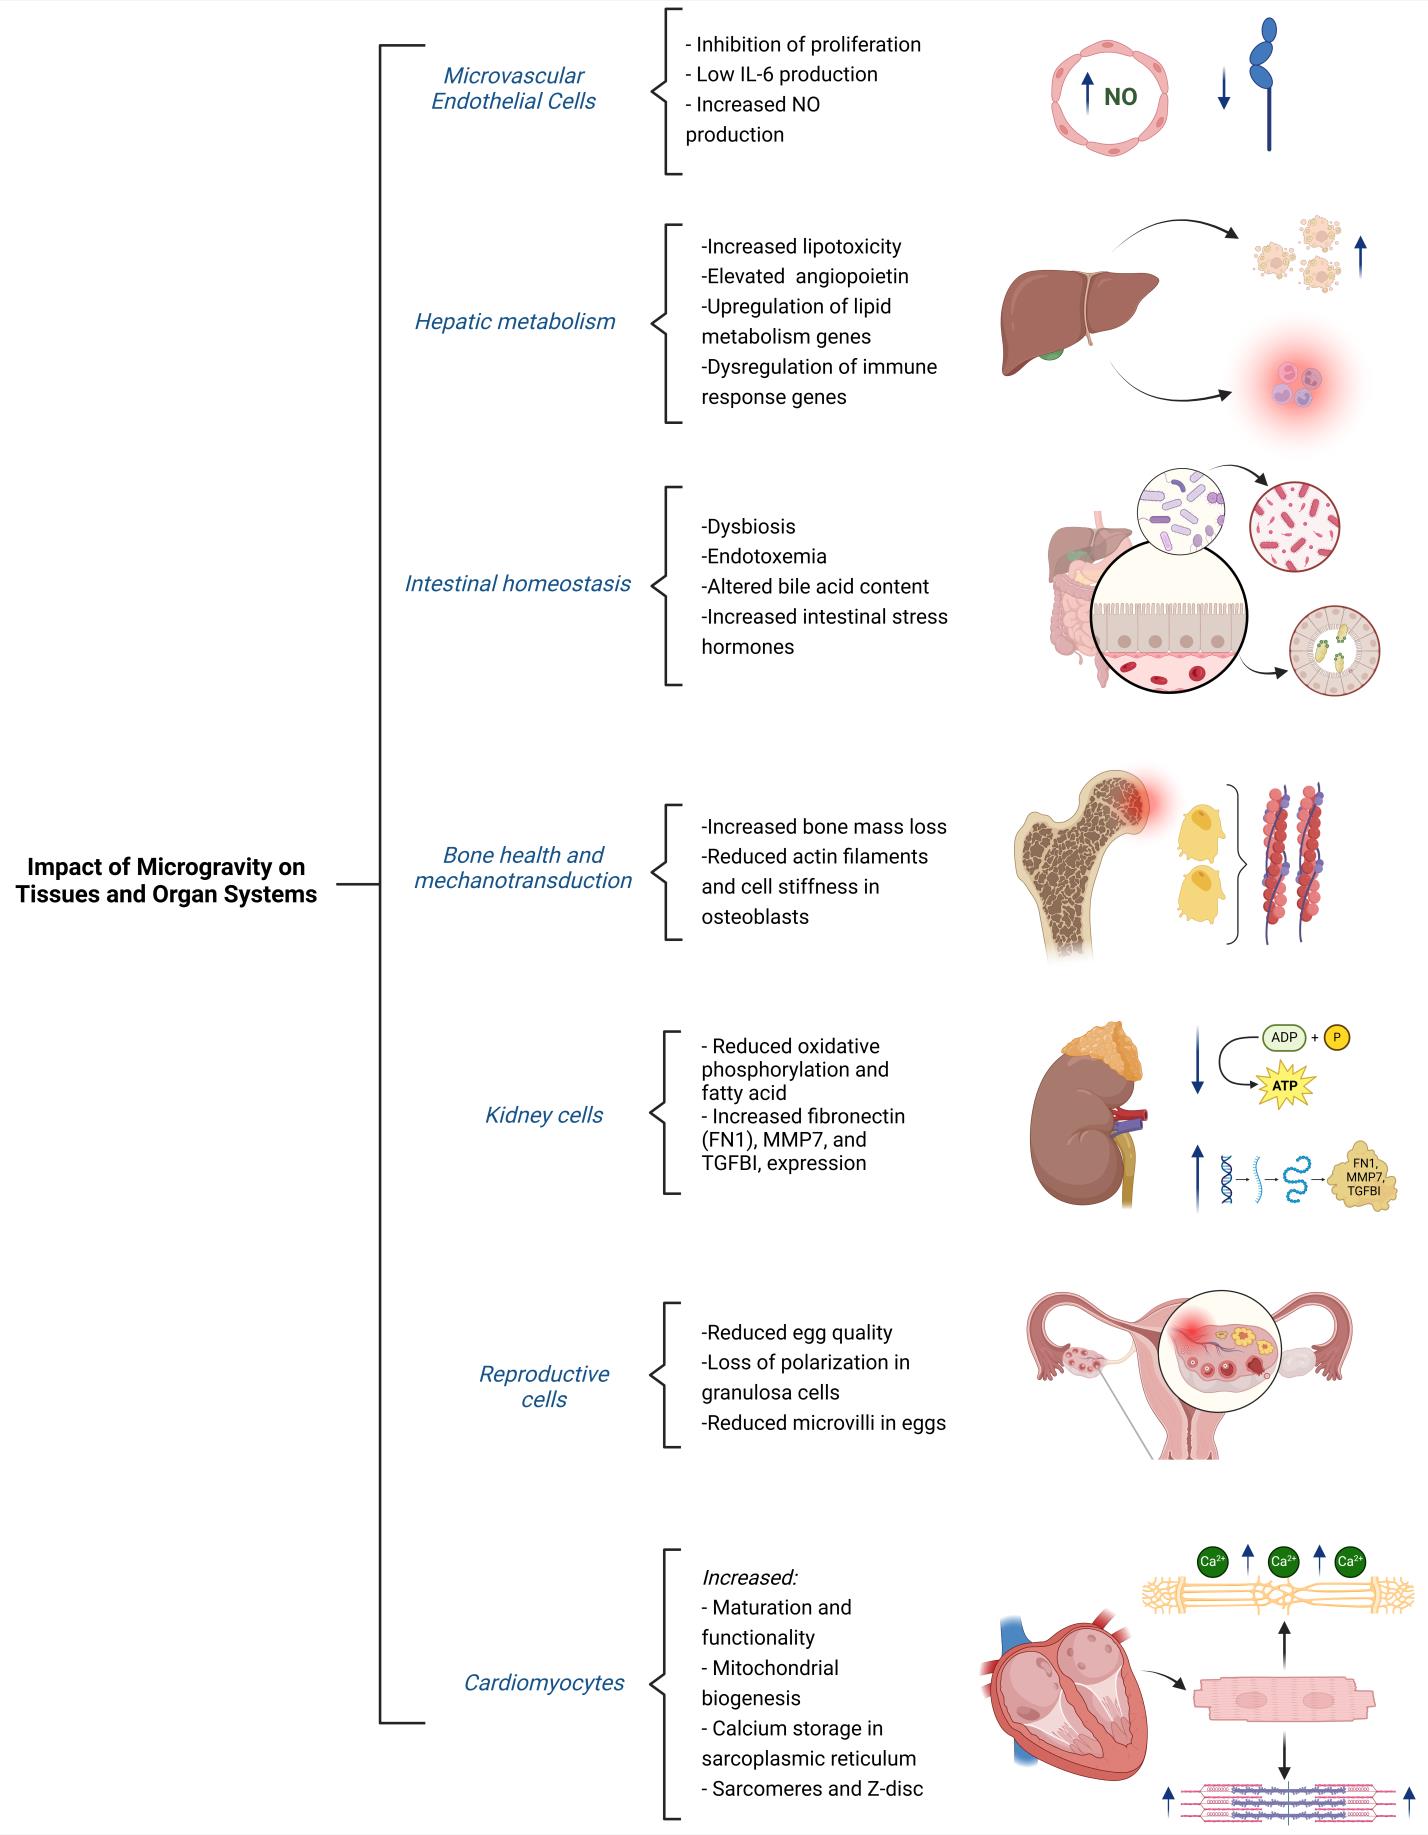 Impact of Microgravity on
Tissues and Organ Systems
Microvascular
Endothelial Cells
- Inhibition of proliferation
- Low IL-6 production
- Increased NO
production
NO
Hepatic metabolism
-Increased lipotoxicity
-Elevated  angiopoietin
-Upregulation of lipid
metabolism genes
-Dysregulation of immune
response genes
Intestinal homeostasis
-Dysbiosis
-Endotoxemia
-Altered bile acid content
-Increased intestinal stress
hormones
Bone health and
mechanotransduction
-Increased bone mass loss
-Reduced actin filaments
and cell stiffness in
osteoblasts
Kidney cells
- Reduced oxidative
phosphorylation and
fatty acid
- Increased fibronectin
(FN1), MMP7, and
TGFBI, expression
ADP + P
ATP
FN1,
MMP7,
TGFBI
Reproductive
cells
-Reduced egg quality
-Loss of polarization in
granulosa cells
-Reduced microvilli in eggs
Cardiomyocytes
Increased:
- Maturation and
functionality
- Mitochondrial
biogenesis
- Calcium storage in
sarcoplasmic reticulum
- Sarcomeres and Z-disc
Ca²⁺ Ca²⁺ Ca²⁺